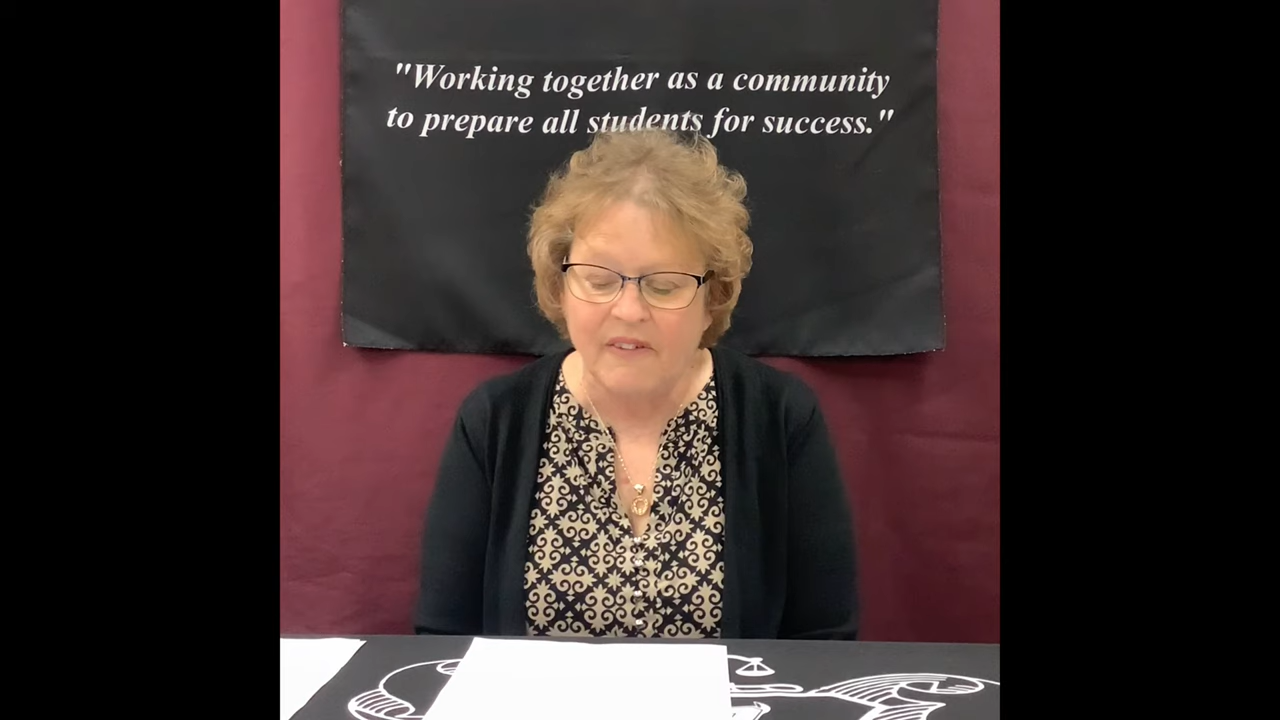 "Working together as a community
to prepare all students for success."